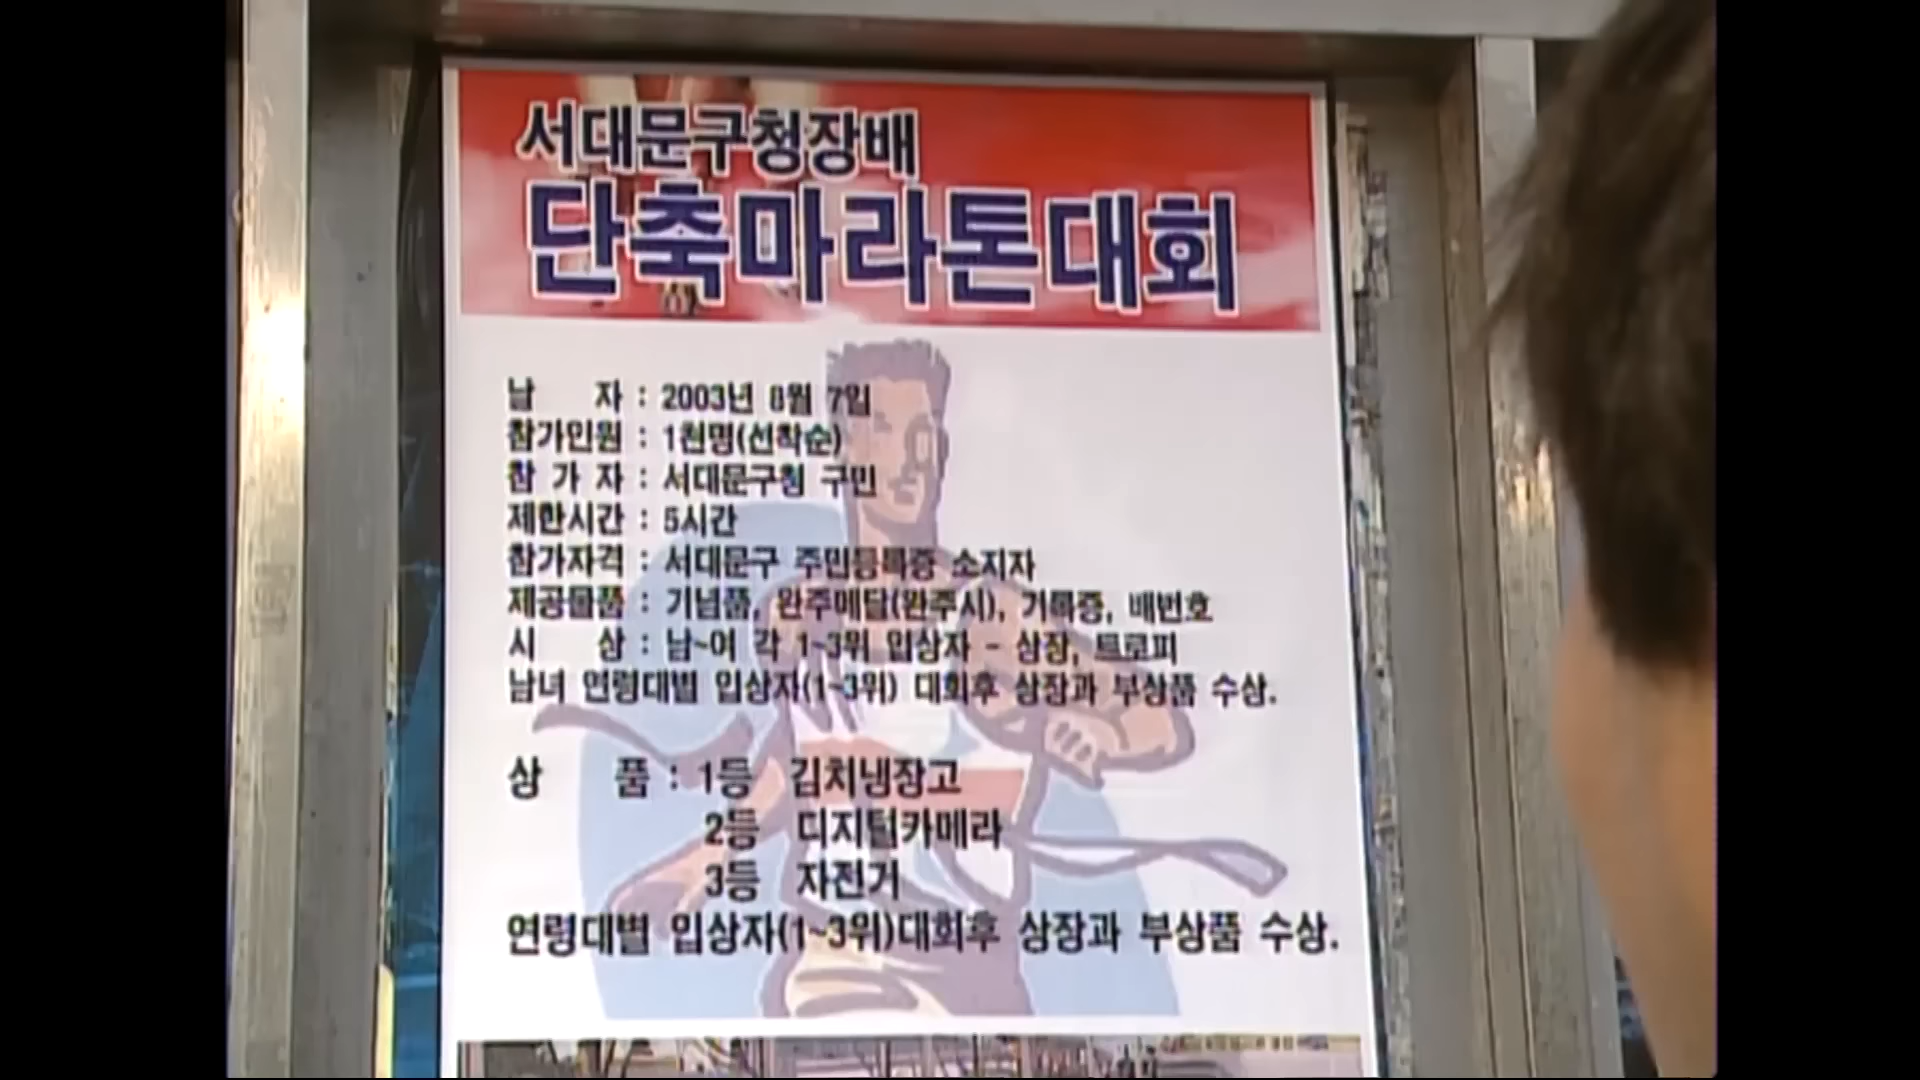 서대문구청장배
단축마라톤대회
날 자 : 2003년 8월 7일
참가인원 : 1천명(선착순)
참 가 자 : 서대문구청 구민
제한시간 : 5시간
참가자격 : 서대문구 주민등록증 소지자
제공물품 : 기념품, 완주메달(완주시), 기록증, 배번호
시 상 : 남~여 각 1~3위 입상자 - 상장, 트로피
남녀 연령대별 입상자(1~3위) 대회후 상장과 부상품 수상.
상 품 : 1등 김치냉장고
2등 디지털카메라
3등 자전거
연령대별 입상자(1~3위)대회후 상장과 부상품 수상.